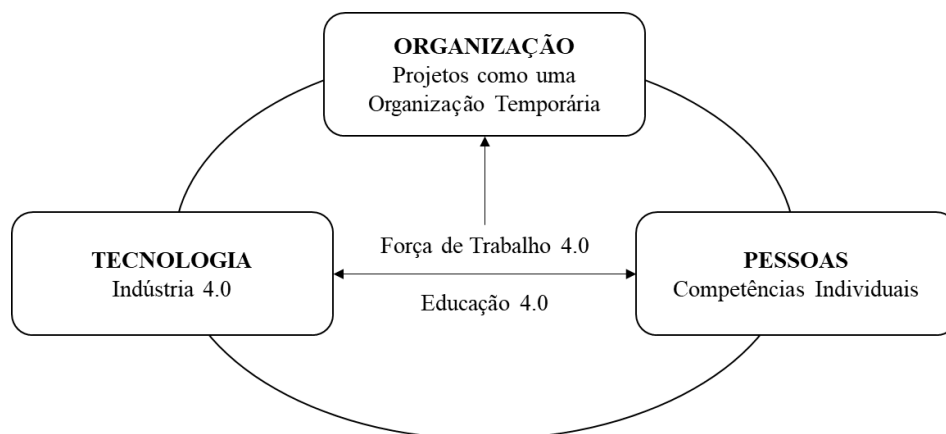 ORGANIZAÇÃO
Projetos como uma
Organização Temporária
TECNOLOGIA
Indústria 4.0
Força de Trabalho 4.0
Educação 4.0
PESSOAS
Competências Individuais